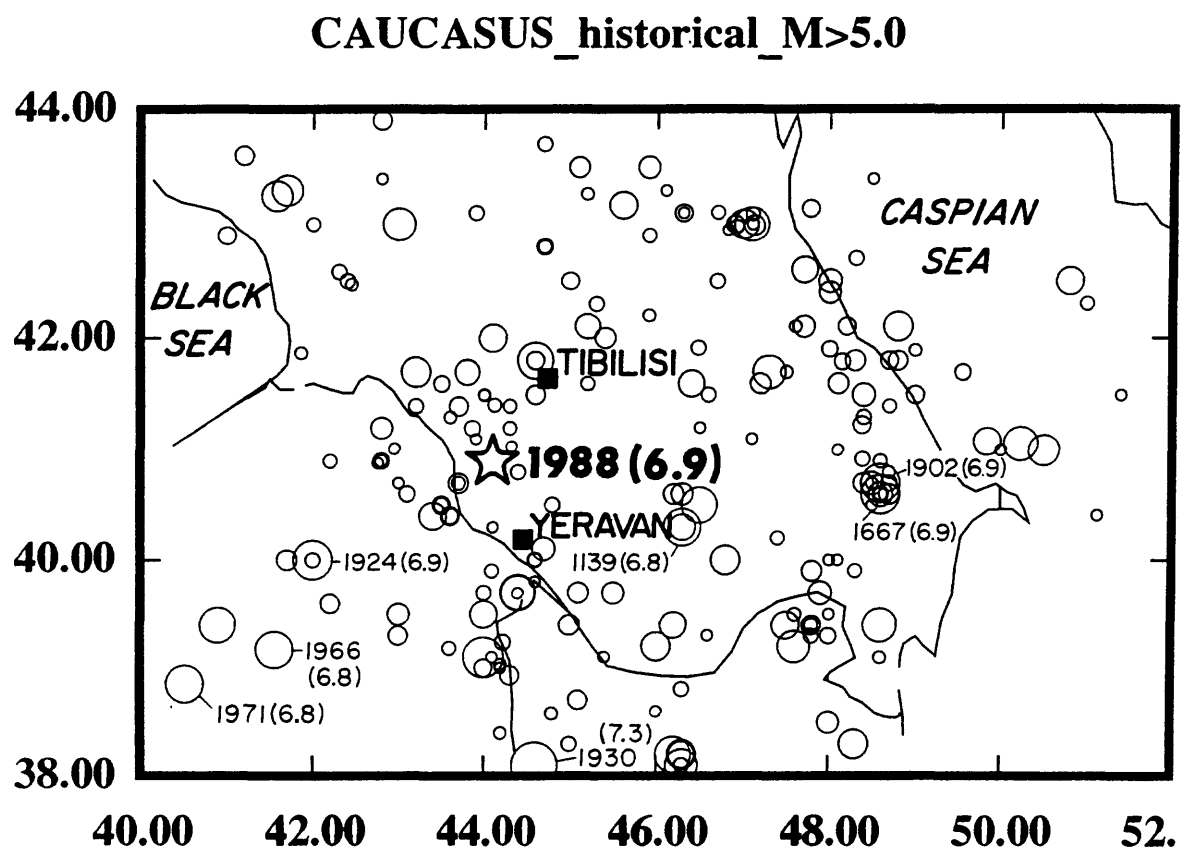 CAUCASUS_historical_M>5.0
44.00
CASPIAN
SEA
BLACK
SEA
42.00
TIBILISI
1988 (6.9)
1902(6.9)
YERAVAN
1667(6.9)
40.00
1924(6.9)
1139(6.8)
1966
(6.8)
1971(6.8)
(7.3)
1930
38.00
40.00 42.00 44.00 46.00 48.00 50.00 52.